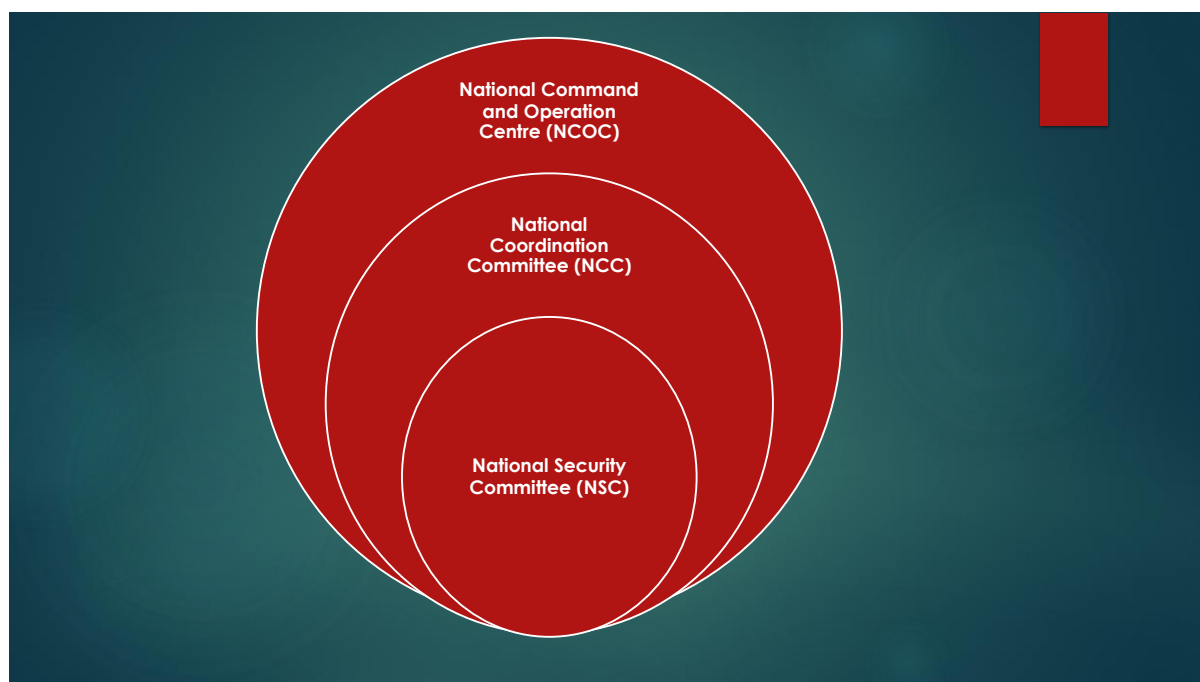 National Command
and Operation
Centre (NCOC)
National
Coordination
Committee (NCC)
National Security
Committee (NSC)